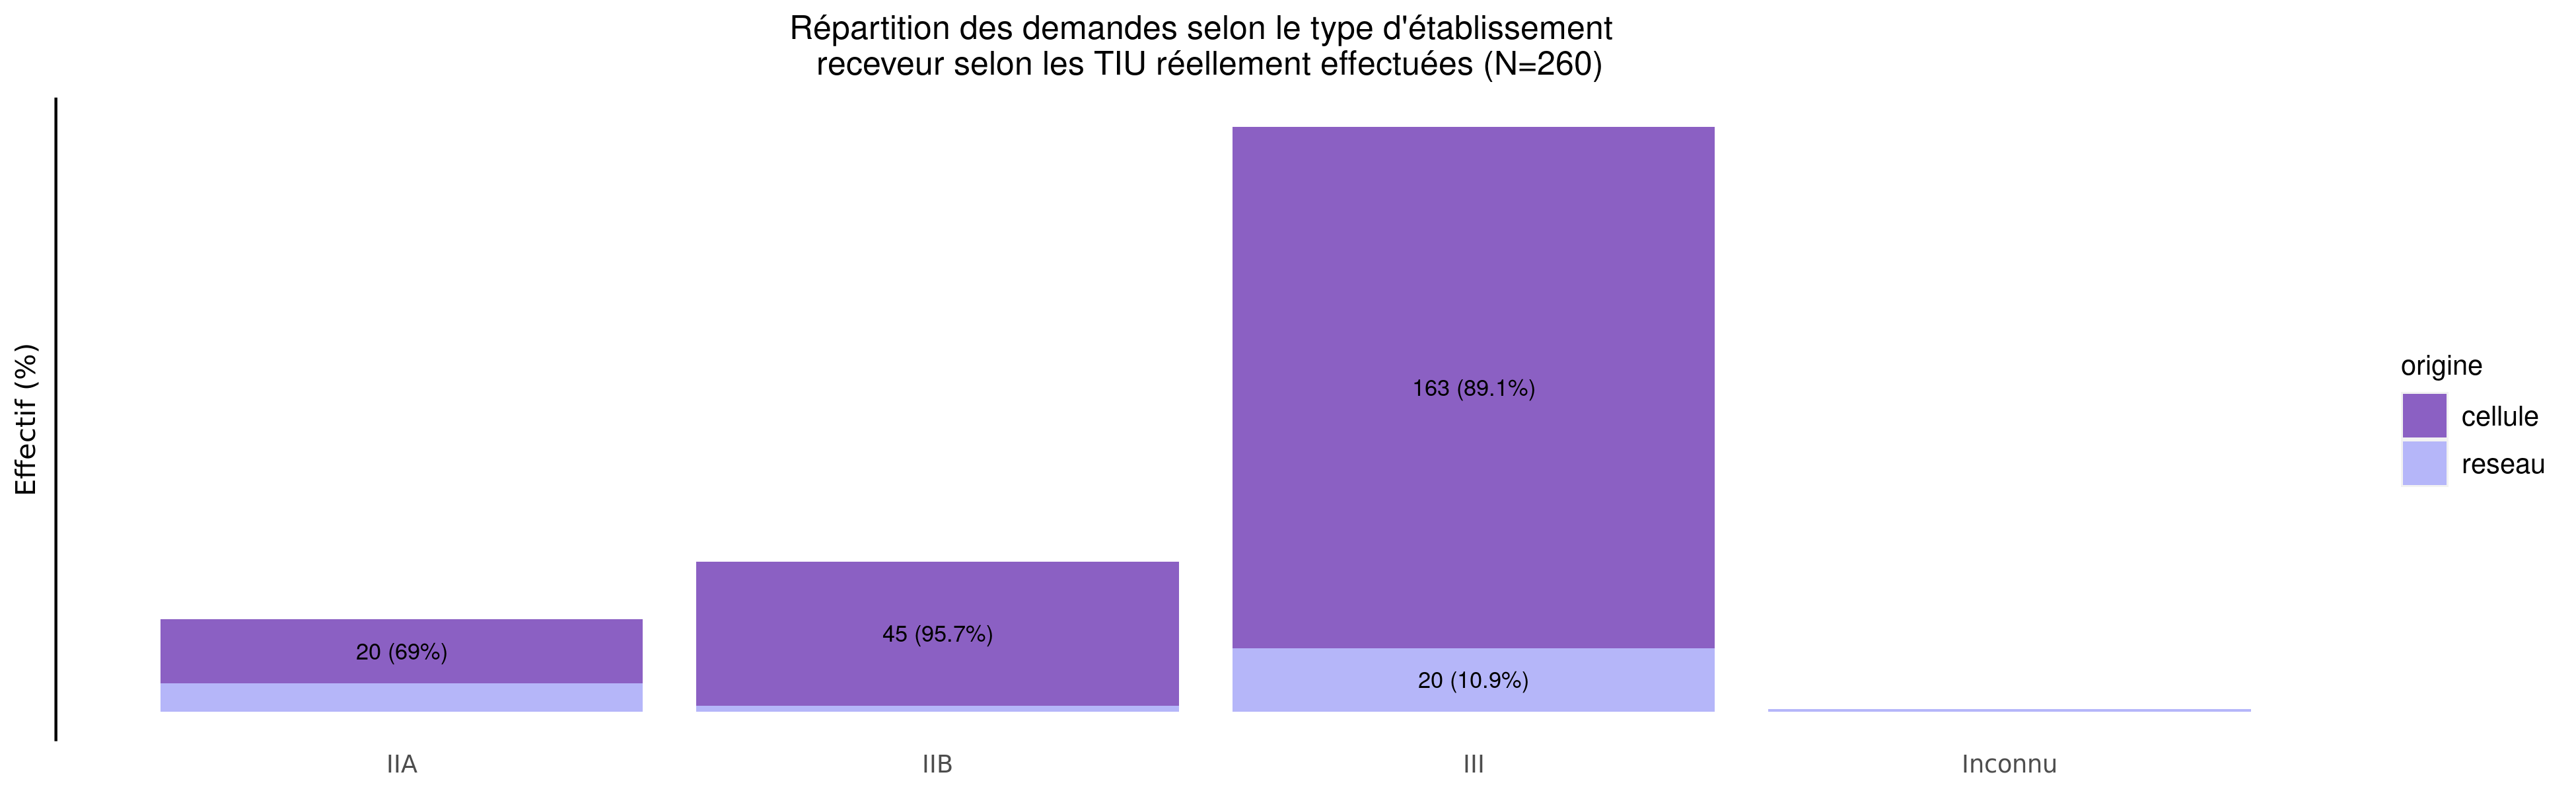 Répartition des demandes selon le type d'établissement
receveur selon les TIU réellement effectuées (N=260)
Effectif (%)
20 (69%)
45 (95.7%)
163 (89.1%)
20 (10.9%)
IIA
IIB
III
Inconnu
origine
cellule
reseau